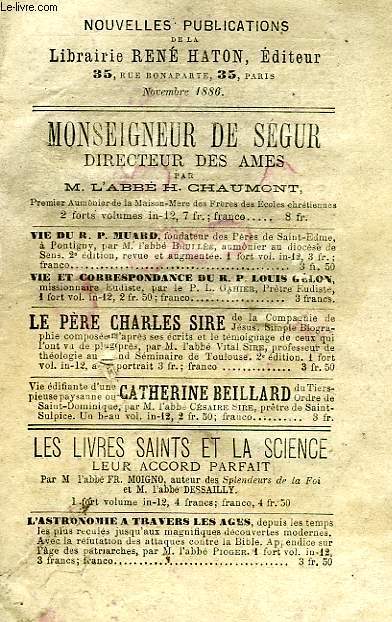 le-livre.com
NOUVELLES PUBLICATIONS
DE LA
Librairie RENÉ HATON, Éditeur
35, RUE BONAPARTE, 35, PARIS
Novembre 1886.
MONSEIGNEUR DE SÉGUR
DIRECTEUR DES AMES
PAR
M. L'ABBÉ H. CHAUMONT,
Premier Aumônier de la Maison-Mère des Frères des Ecoles chrétiennes
2 forts volumes in-12, 7 fr.; franco..... 8 fr.
VIE DU R. P. MUARD, fondateur des Pères de Saint-Edme,
à Pontigny, par M. l'abbé BRULLÉE, aumônier au diocèse de
Sens. 2e édition, revue et augmentée. 1 fort vol. in-12, 3 fr.;
franco. 3 fr. 50
VIE ET CORRESPONDANCE DU R. P. LOUIS
missionnaire Eudiste, par le P. L. GAHIER, Prêtre Eudiste,
1 fort vol. in-12, 2 fr. 50; franco. 3 francs.
LE PÈRE CHARLES SIRE de la Compagnie de
Jésus. Simple Biogra-
phie composée d'après ses écrits et le témoignage de ceux qui
l'ont vu de plus près, par M. l'abbé VITAL SIRE, professeur de
théologie au nd Séminaire de Toulouse. 2e édition. 1 fort
vol. in-12, portrait 3 fr.; franco 3 fr. 50
Vie édifiante d'une
pieuse paysanne ou CATHERINE BEILLARD du Tiers-
Ordre de
Saint-Dominique, par M. l'abbé CÉSAIRE SIRE, prêtre de Saint-
Sulpice. Un beau vol. in-12, 2 fr. 50; franco. 3 fr.
LES LIVRES SAINTS ET LA SCIENCE
LEUR ACCORD PARFAIT
Par M l'abbé FR. MOIGNO, auteur des Splendeurs de la Foi
et M. l'abbé DESSAILLY.
1 fort volume in-12, 4 francs; franco, 4 fr. 50
L'ASTRONOMIE A TRAVERS LES AGES, depuis les temps
les plus reculés jusqu'aux magnifiques découvertes modernes.
Avec la réfutation des attaques contre la Bible. Ap endice sur
l'âge des patriarches, par M. l'abbé PIOGER. 1 fort vol. in-12,
3 francs; franco. 3 fr. 50